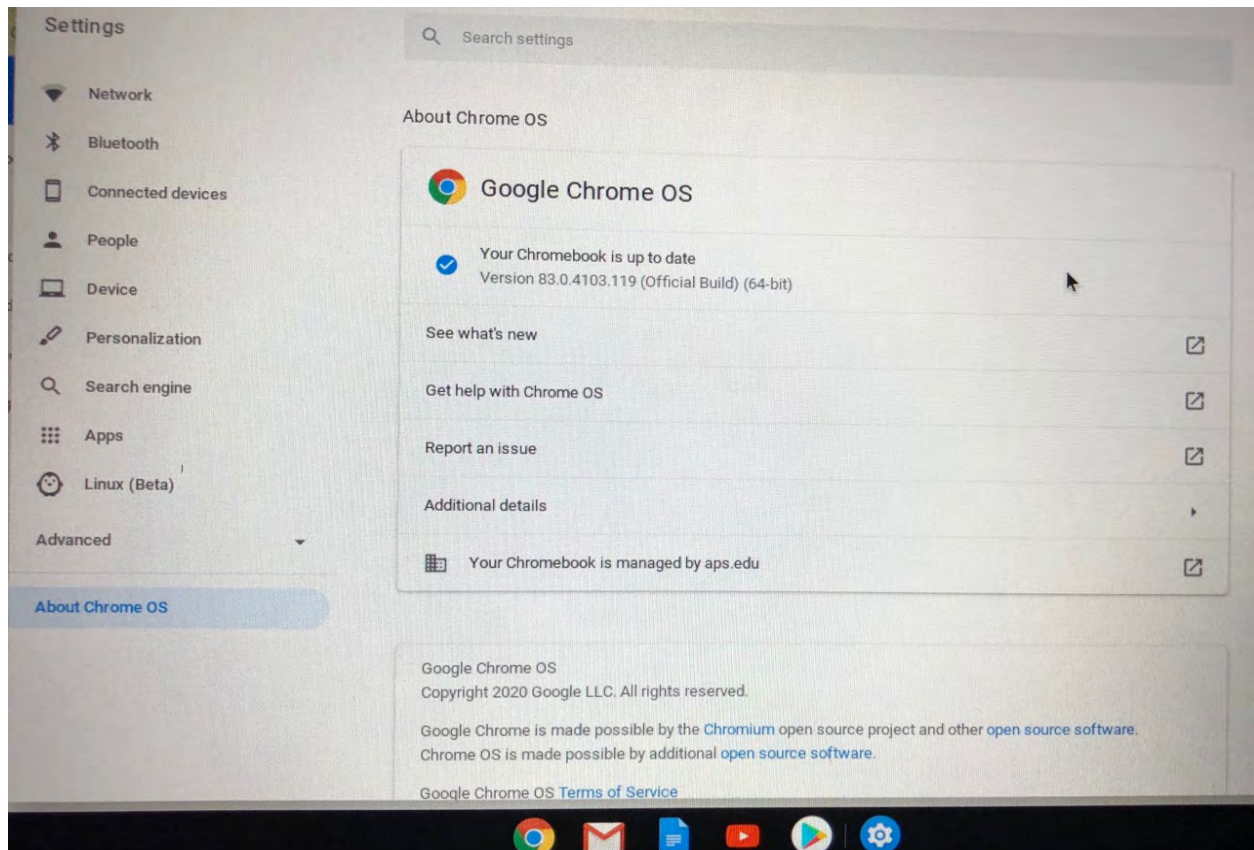 Settings
Search settings
Network
Bluetooth
Connected devices
People
Device
Personalization
Search engine
Apps
Linux (Beta)
Advanced
About Chrome OS
About Chrome OS
Google Chrome OS
Your Chromebook is up to date
Version 83.0.4103.119 (Official Build) (64-bit)
See what's new
Get help with Chrome OS
Report an issue
Additional details
Your Chromebook is managed by aps.edu
Google Chrome OS
Copyright 2020 Google LLC. All rights reserved.
Google Chrome is made possible by the Chromium open source project and other open source software.
Chrome OS is made possible by additional open source software.
Google Chrome OS Terms of Service